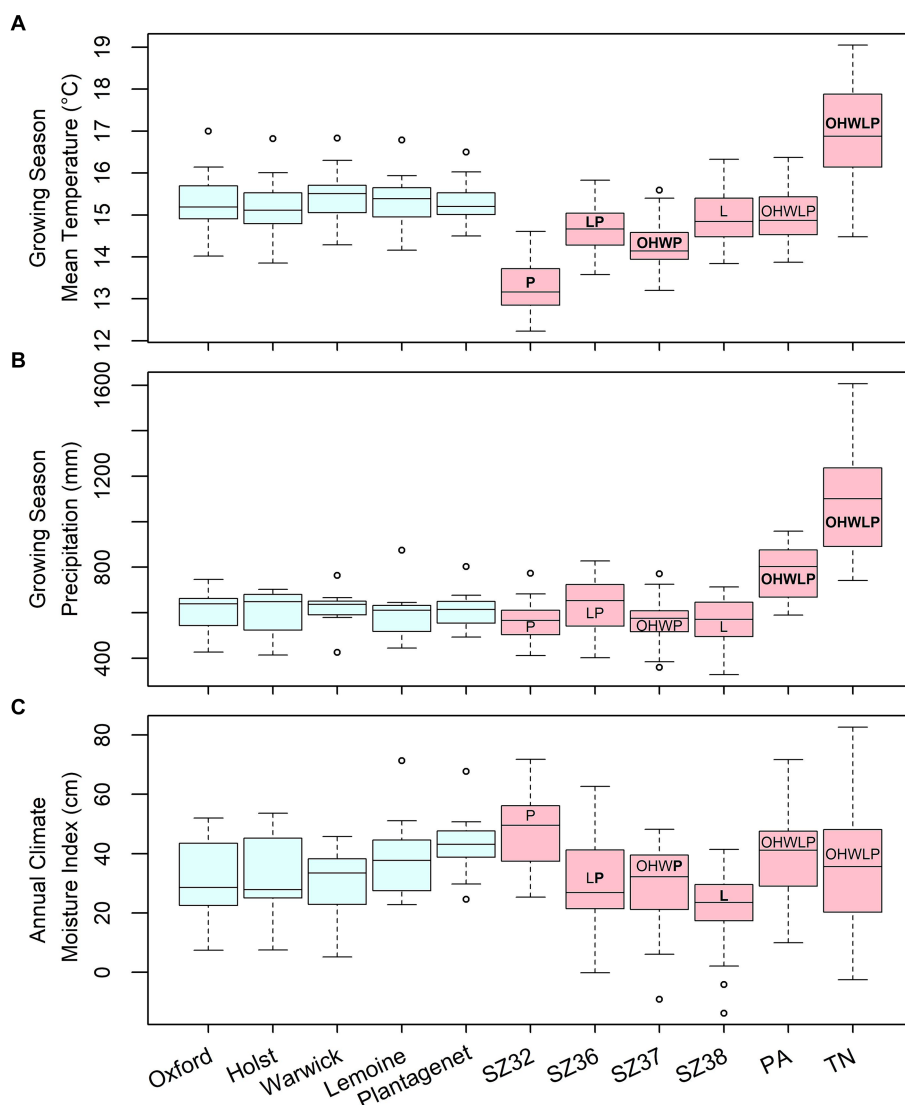 A
Growing Season
Mean Temperature (°C)
19
18
17
16
15
14
13
12
P
LP
OHWP
L
OHWLP
OHWLP
B
Growing Season
Precipitation (mm)
1600
1200
800
400
P
LP
OHWP
L
OHWLP
OHWLP
C
Annual Climate
Moisture Index (cm)
80
60
40
20
0
P
LP
OHWP
L
OHWLP
OHWLP
Oxford
Holst
Warwick
Lemoine
Plantagenet
SZ32
SZ36
SZ37
SZ38
PA
TN